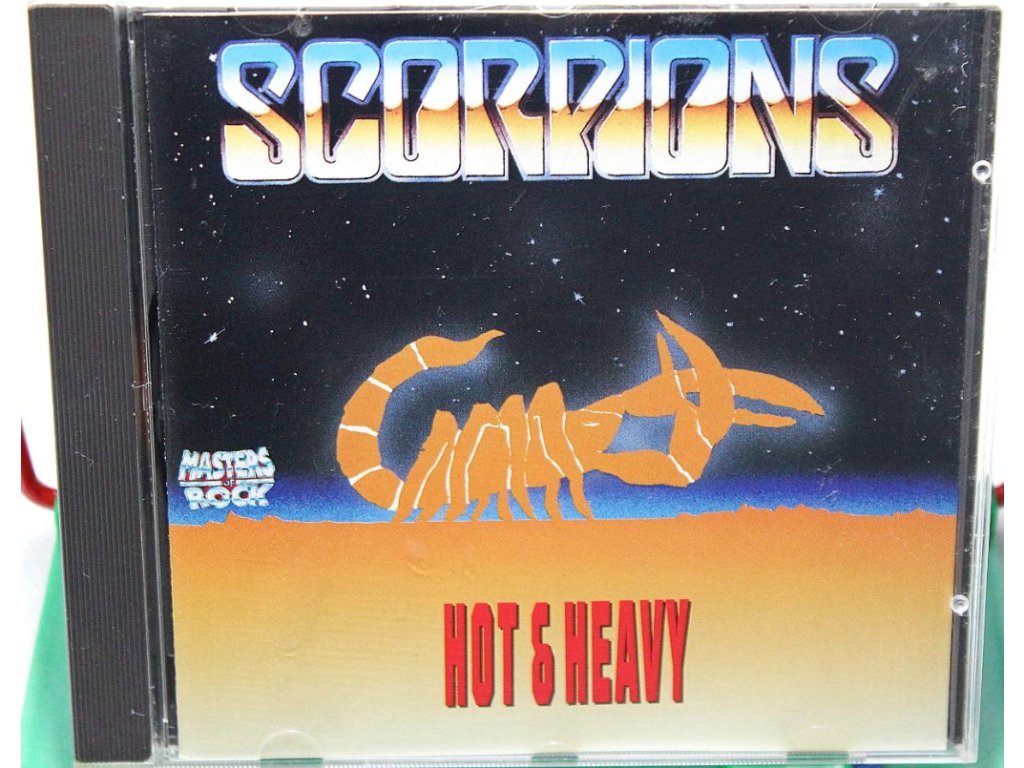 SCORPIONS
MASTERS
OF
ROCK
HOT & HEAVY